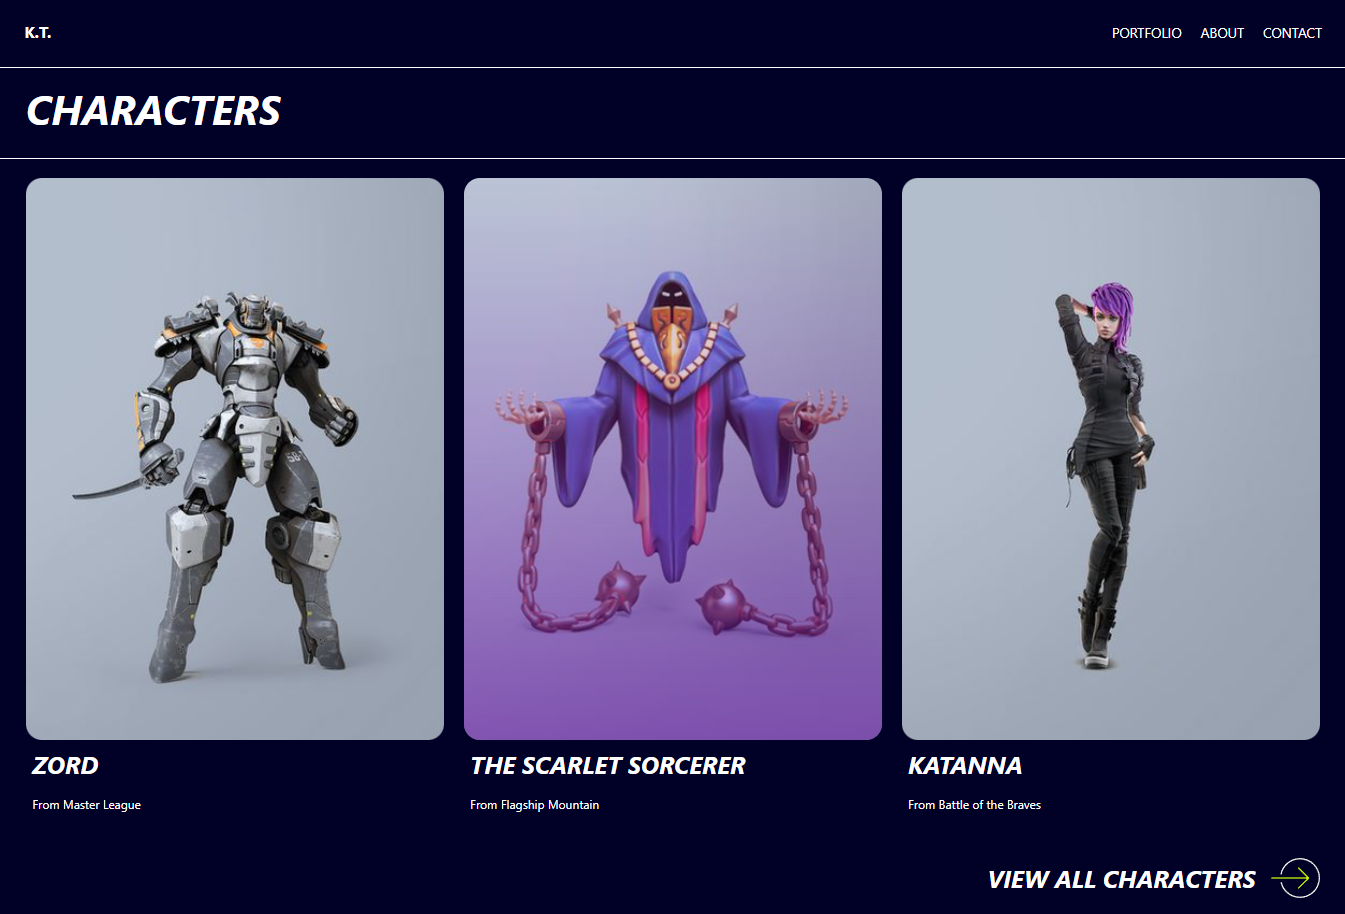 K.T.
PORTFOLIO ABOUT CONTACT
CHARACTERS
58-
ZORD
From Master League
THE SCARLET SORCERER
From Flagship Mountain
KATANNA
From Battle of the Braves
VIEW ALL CHARACTERS